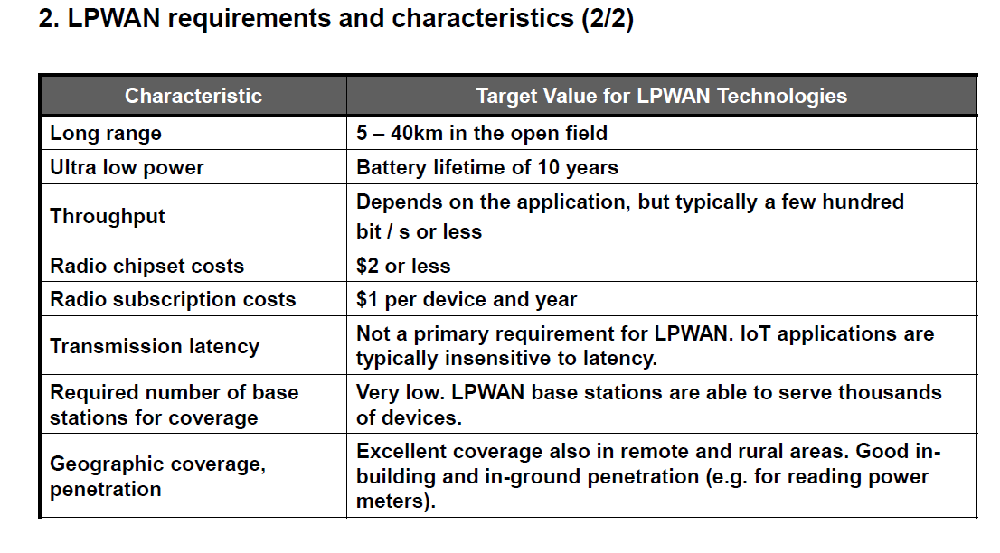 2. LPWAN requirements and characteristics (2/2)
Characteristic
Target Value for LPWAN Technologies
Long range
5 – 40km in the open field
Ultra low power
Battery lifetime of 10 years
Throughput
Depends on the application, but typically a few hundred
bit / s or less
Radio chipset costs
$2 or less
Radio subscription costs
$1 per device and year
Transmission latency
Not a primary requirement for LPWAN. IoT applications are
typically insensitive to latency.
Required number of base
stations for coverage
Very low. LPWAN base stations are able to serve thousands
of devices.
Geographic coverage,
penetration
Excellent coverage also in remote and rural areas. Good in-
building and in-ground penetration (e.g. for reading power
meters).